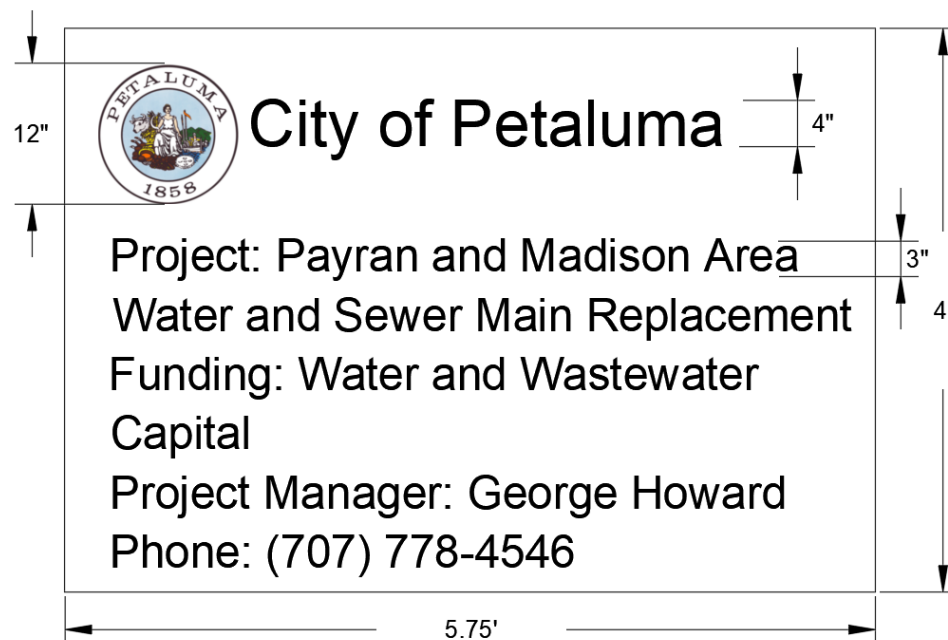 PETALUMA
1858
City of Petaluma
12"
4"
Project: Payran and Madison Area
3"
Water and Sewer Main Replacement
4
Funding: Water and Wastewater
Capital
Project Manager: George Howard
Phone: (707) 778-4546
5.75'